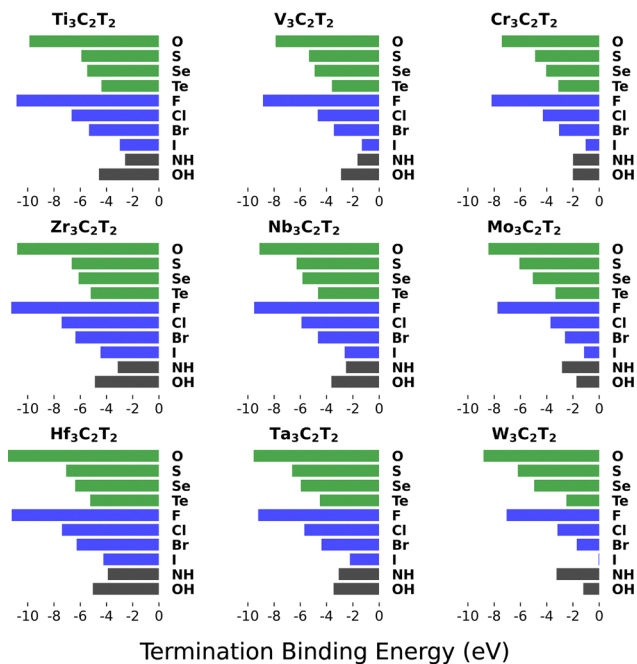 Ti₃C₂T₂ V₃C₂T₂ Cr₃C₂T₂
O O O
S S S
Se Se Se
Te Te Te
F F F
Cl Cl Cl
Br Br Br
I I I
NH NH NH
OH OH OH
-10 -8 -6 -4 -2 0 -10 -8 -6 -4 -2 0 -10 -8 -6 -4 -2 0
Zr₃C₂T₂ Nb₃C₂T₂ Mo₃C₂T₂
O O O
S S S
Se Se Se
Te Te Te
F F F
Cl Cl Cl
Br Br Br
I I I
NH NH NH
OH OH OH
-10 -8 -6 -4 -2 0 -10 -8 -6 -4 -2 0 -10 -8 -6 -4 -2 0
Hf₃C₂T₂ Ta₃C₂T₂ W₃C₂T₂
O O O
S S S
Se Se Se
Te Te Te
F F F
Cl Cl Cl
Br Br Br
I I I
NH NH NH
OH OH OH
-10 -8 -6 -4 -2 0 -10 -8 -6 -4 -2 0 -10 -8 -6 -4 -2 0
Termination Binding Energy (eV)